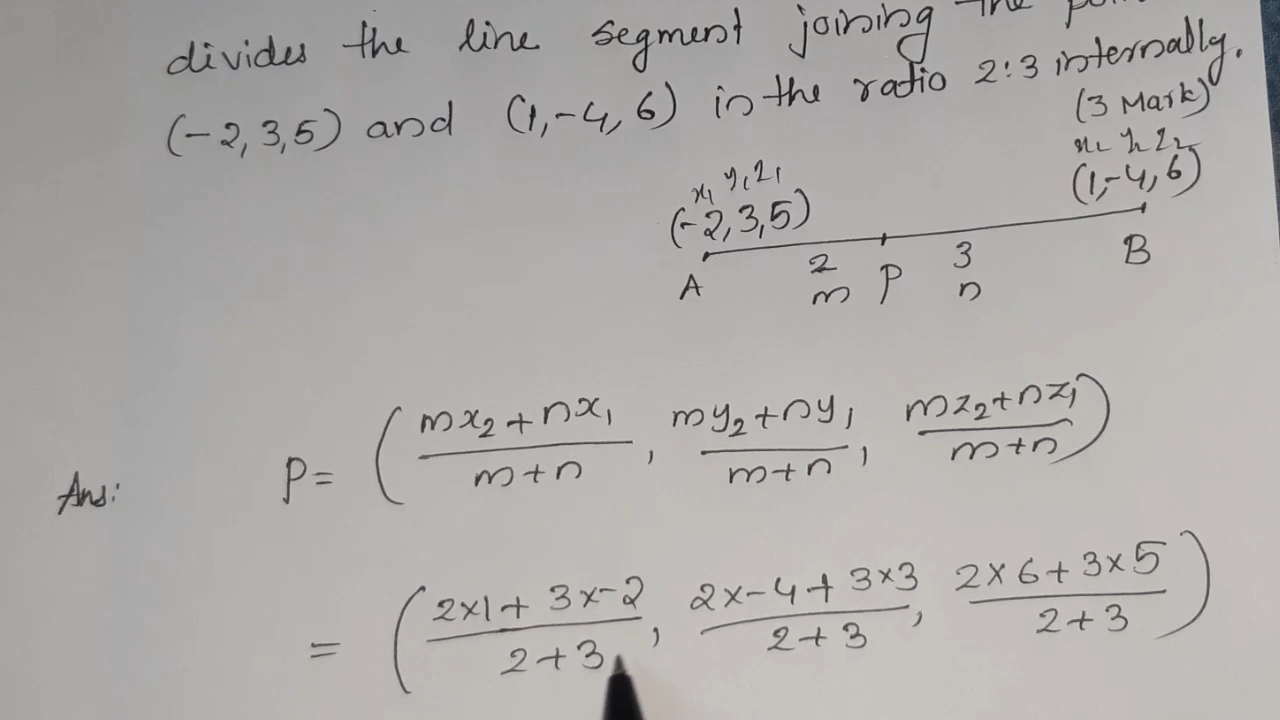 divides the line segment joining the
(-2, 3, 5) and (1, -4, 6) in the ratio 2:3 internally.
(3 Mark)
x₁ y₁ z₁
(-2, 3, 5)
x₂ y₂ z₂
(1, -4, 6)
A 2 P 3 B
m n
Ans: P = ( (mx₂ + nx₁)/(m+n) , (my₂ + ny₁)/(m+n) , (mz₂ + nz₁)/(m+n) )
= ( (2×1 + 3×-2)/(2+3) , (2×-4 + 3×3)/(2+3) , (2×6 + 3×5)/(2+3) )